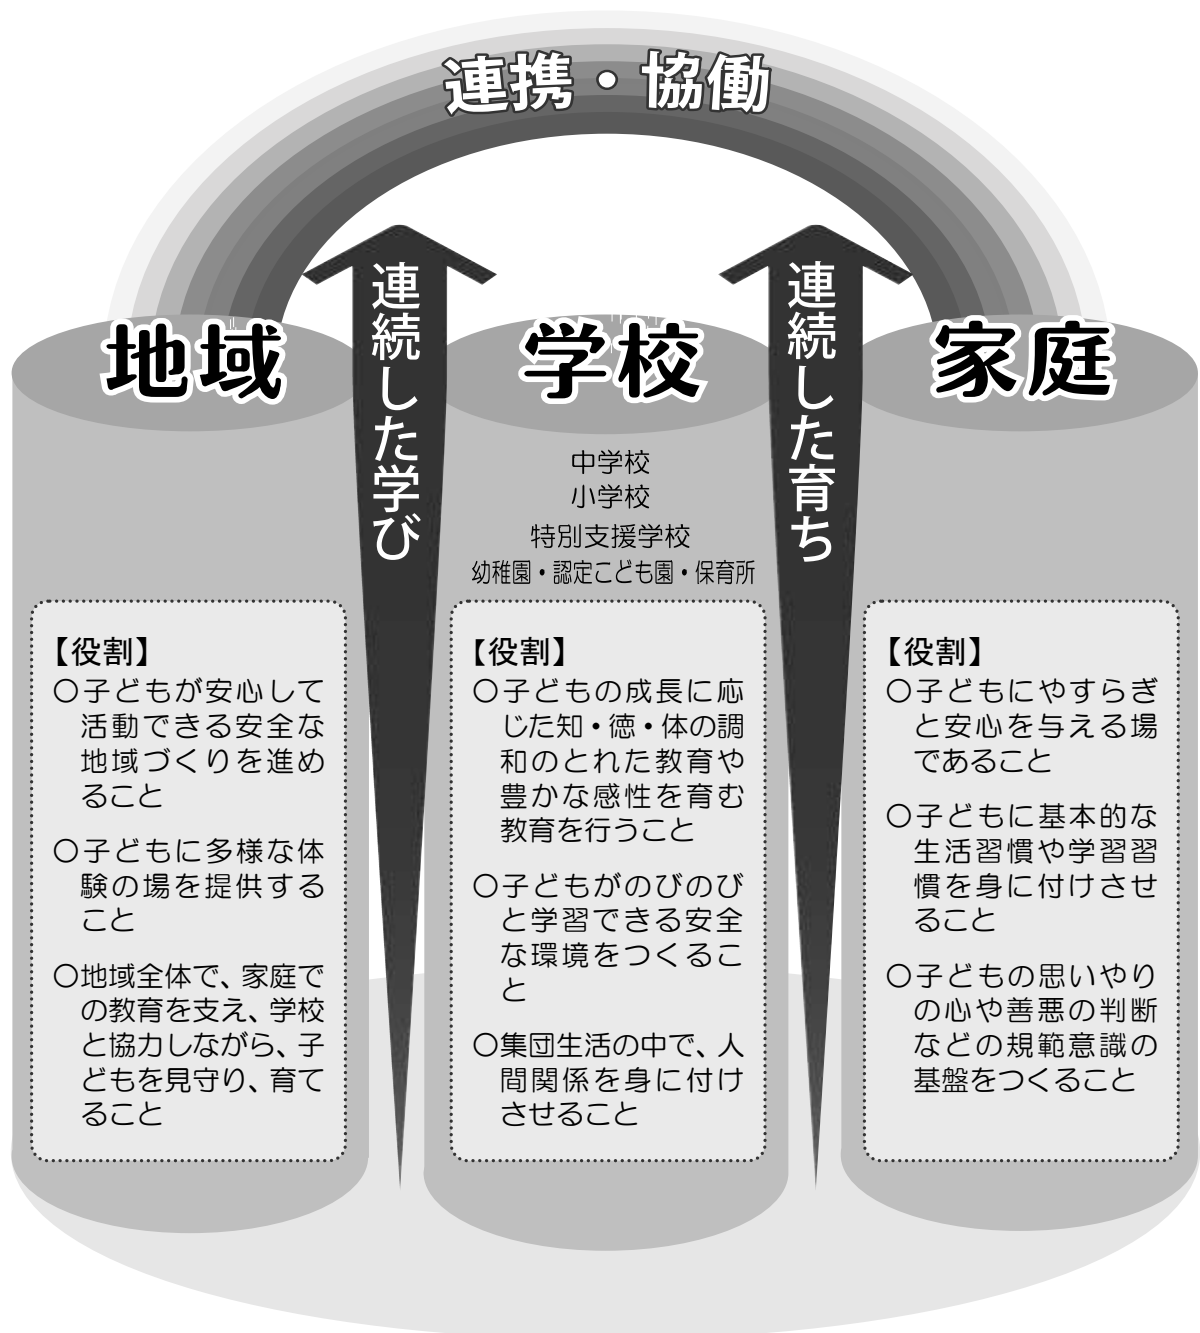 連携・協働
地域
【役割】
○子どもが安心して
活動できる安全な
地域づくりを進め
ること
○子どもに多様な体
験の場を提供する
こと
○地域全体で、家庭で
の教育を支え、学校
と協力しながら、子
どもを見守り、育て
ること
連続した学び
学校
中学校
小学校
特別支援学校
幼稚園・認定こども園・保育所
【役割】
○子どもの成長に応
じた知・徳・体の調
和のとれた教育や
豊かな感性を育む
教育を行うこと
○子どもがのびのび
と学習できる安全
な環境をつくるこ
と
○集団生活の中で、人
間関係を身に付け
させること
連続した育ち
家庭
【役割】
○子どもにやすらぎ
と安心を与える場
であること
○子どもに基本的な
生活習慣や学習習
慣を身に付けさせ
ること
○子どもの思いやり
の心や善悪の判断
などの規範意識の
基盤をつくること